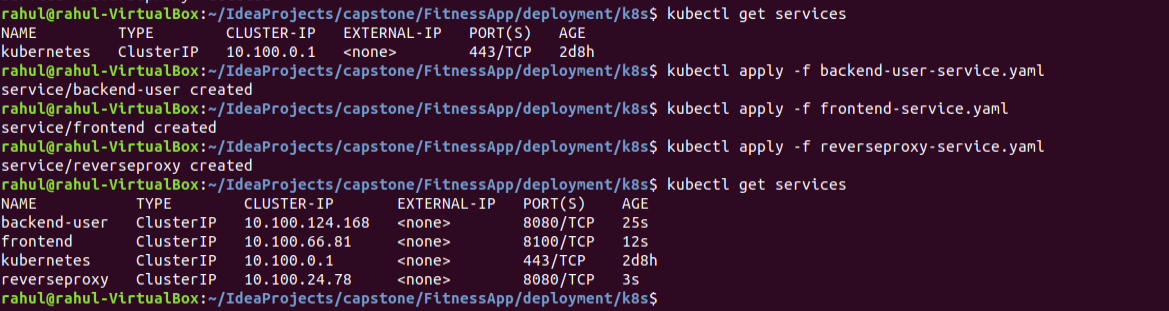 rahul@rahul-VirtualBox:~/IdeaProjects/capstone/FitnessApp/deployment/k8s$ kubectl get services
NAME         TYPE        CLUSTER-IP   EXTERNAL-IP   PORT(S)   AGE
kubernetes   ClusterIP   10.100.0.1   <none>        443/TCP   2d8h
rahul@rahul-VirtualBox:~/IdeaProjects/capstone/FitnessApp/deployment/k8s$ kubectl apply -f backend-user-service.yaml
service/backend-user created
rahul@rahul-VirtualBox:~/IdeaProjects/capstone/FitnessApp/deployment/k8s$ kubectl apply -f frontend-service.yaml
service/frontend created
rahul@rahul-VirtualBox:~/IdeaProjects/capstone/FitnessApp/deployment/k8s$ kubectl apply -f reverseproxy-service.yaml
service/reverseproxy created
rahul@rahul-VirtualBox:~/IdeaProjects/capstone/FitnessApp/deployment/k8s$ kubectl get services
NAME           TYPE        CLUSTER-IP       EXTERNAL-IP   PORT(S)    AGE
backend-user   ClusterIP   10.100.124.168   <none>        8080/TCP   25s
frontend       ClusterIP   10.100.66.81     <none>        8100/TCP   12s
kubernetes     ClusterIP   10.100.0.1       <none>        443/TCP    2d8h
reverseproxy   ClusterIP   10.100.24.78     <none>        8080/TCP   3s
rahul@rahul-VirtualBox:~/IdeaProjects/capstone/FitnessApp/deployment/k8s$